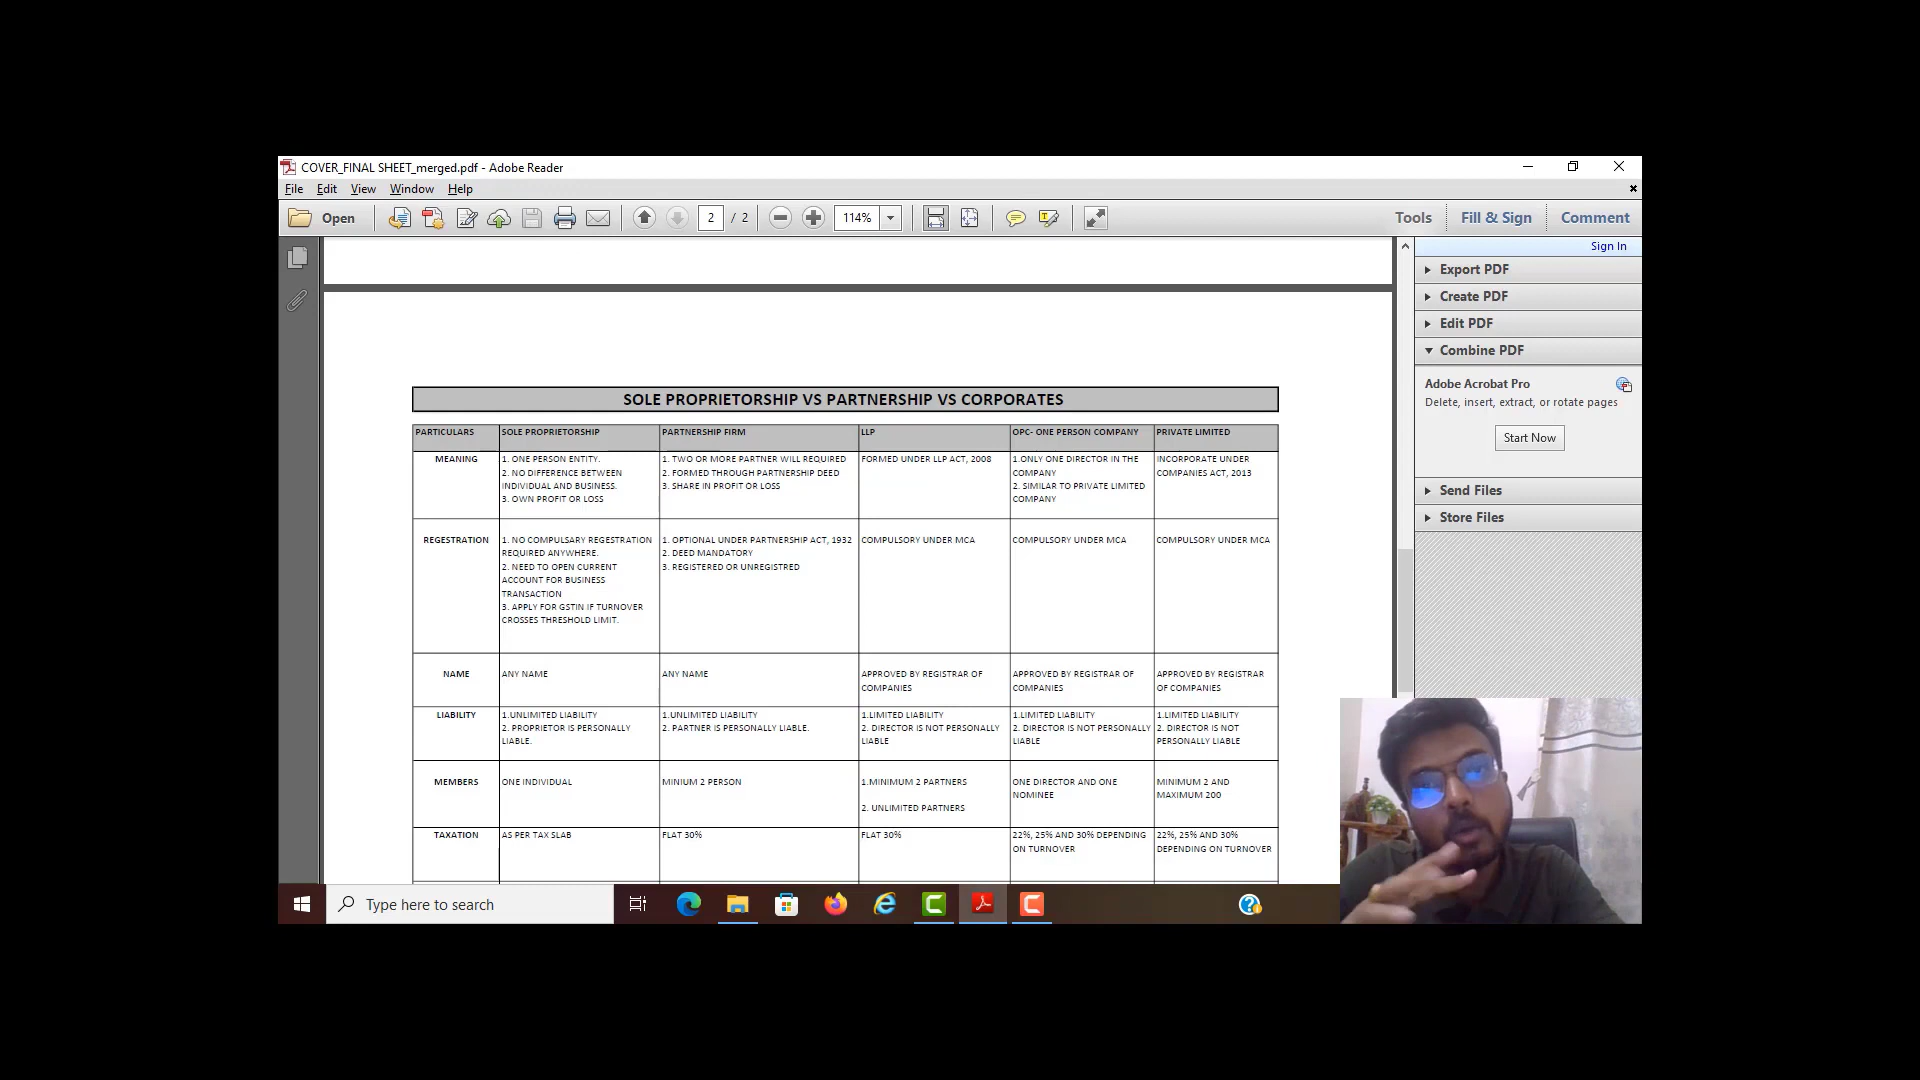 COVER_FINAL SHEET_merged.pdf - Adobe Reader
File Edit View Window Help
Open 2 / 2 114% Tools Fill & Sign Comment
Sign In
Export PDF
Create PDF
Edit PDF
Combine PDF
Adobe Acrobat Pro
Delete, insert, extract, or rotate pages
Start Now
Send Files
Store Files
SOLE PROPRIETORSHIP VS PARTNERSHIP VS CORPORATES
PARTICULARS SOLE PROPRIETORSHIP PARTNERSHIP FIRM LLP OPC- ONE PERSON COMPANY PRIVATE LIMITED
MEANING
1. ONE PERSON ENTITY.
2. NO DIFFERENCE BETWEEN
INDIVIDUAL AND BUSINESS.
3. OWN PROFIT OR LOSS
1. TWO OR MORE PARTNER WILL REQUIRED
2. FORMED THROUGH PARTNERSHIP DEED
3. SHARE IN PROFIT OR LOSS
FORMED UNDER LLP ACT, 2008
1.ONLY ONE DIRECTOR IN THE
COMPANY
2. SIMILAR TO PRIVATE LIMITED
COMPANY
INCORPORATE UNDER
COMPANIES ACT, 2013
REGESTRATION
1. NO COMPULSARY REGESTRATION
REQUIRED ANYWHERE.
2. NEED TO OPEN CURRENT
ACCOUNT FOR BUSINESS
TRANSACTION
3. APPLY FOR GSTIN IF TURNOVER
CROSSES THRESHOLD LIMIT.
1. OPTIONAL UNDER PARTNERSHIP ACT, 1932
2. DEED MANDATORY
3. REGISTERED OR UNREGISTRED
COMPULSORY UNDER MCA
COMPULSORY UNDER MCA
COMPULSORY UNDER MCA
NAME
ANY NAME
ANY NAME
APPROVED BY REGISTRAR OF
COMPANIES
APPROVED BY REGISTRAR OF
COMPANIES
APPROVED BY REGISTRAR
OF COMPANIES
LIABILITY
1.UNLIMITED LIABILITY
2. PROPRIETOR IS PERSONALLY
LIABLE.
1.UNLIMITED LIABILITY
2. PARTNER IS PERSONALLY LIABLE.
1.LIMITED LIABILITY
2. DIRECTOR IS NOT PERSONALLY
LIABLE
1.LIMITED LIABILITY
2. DIRECTOR IS NOT PERSONALLY
LIABLE
1.LIMITED LIABILITY
2. DIRECTOR IS NOT
PERSONALLY LIABLE
MEMBERS
ONE INDIVIDUAL
MINIUM 2 PERSON
1.MINIMUM 2 PARTNERS
2. UNLIMITED PARTNERS
ONE DIRECTOR AND ONE
NOMINEE
MINIMUM 2 AND
MAXIMUM 200
TAXATION
AS PER TAX SLAB
FLAT 30%
FLAT 30%
22%, 25% AND 30% DEPENDING
ON TURNOVER
22%, 25% AND 30%
DEPENDING ON TURNOVER
Type here to search